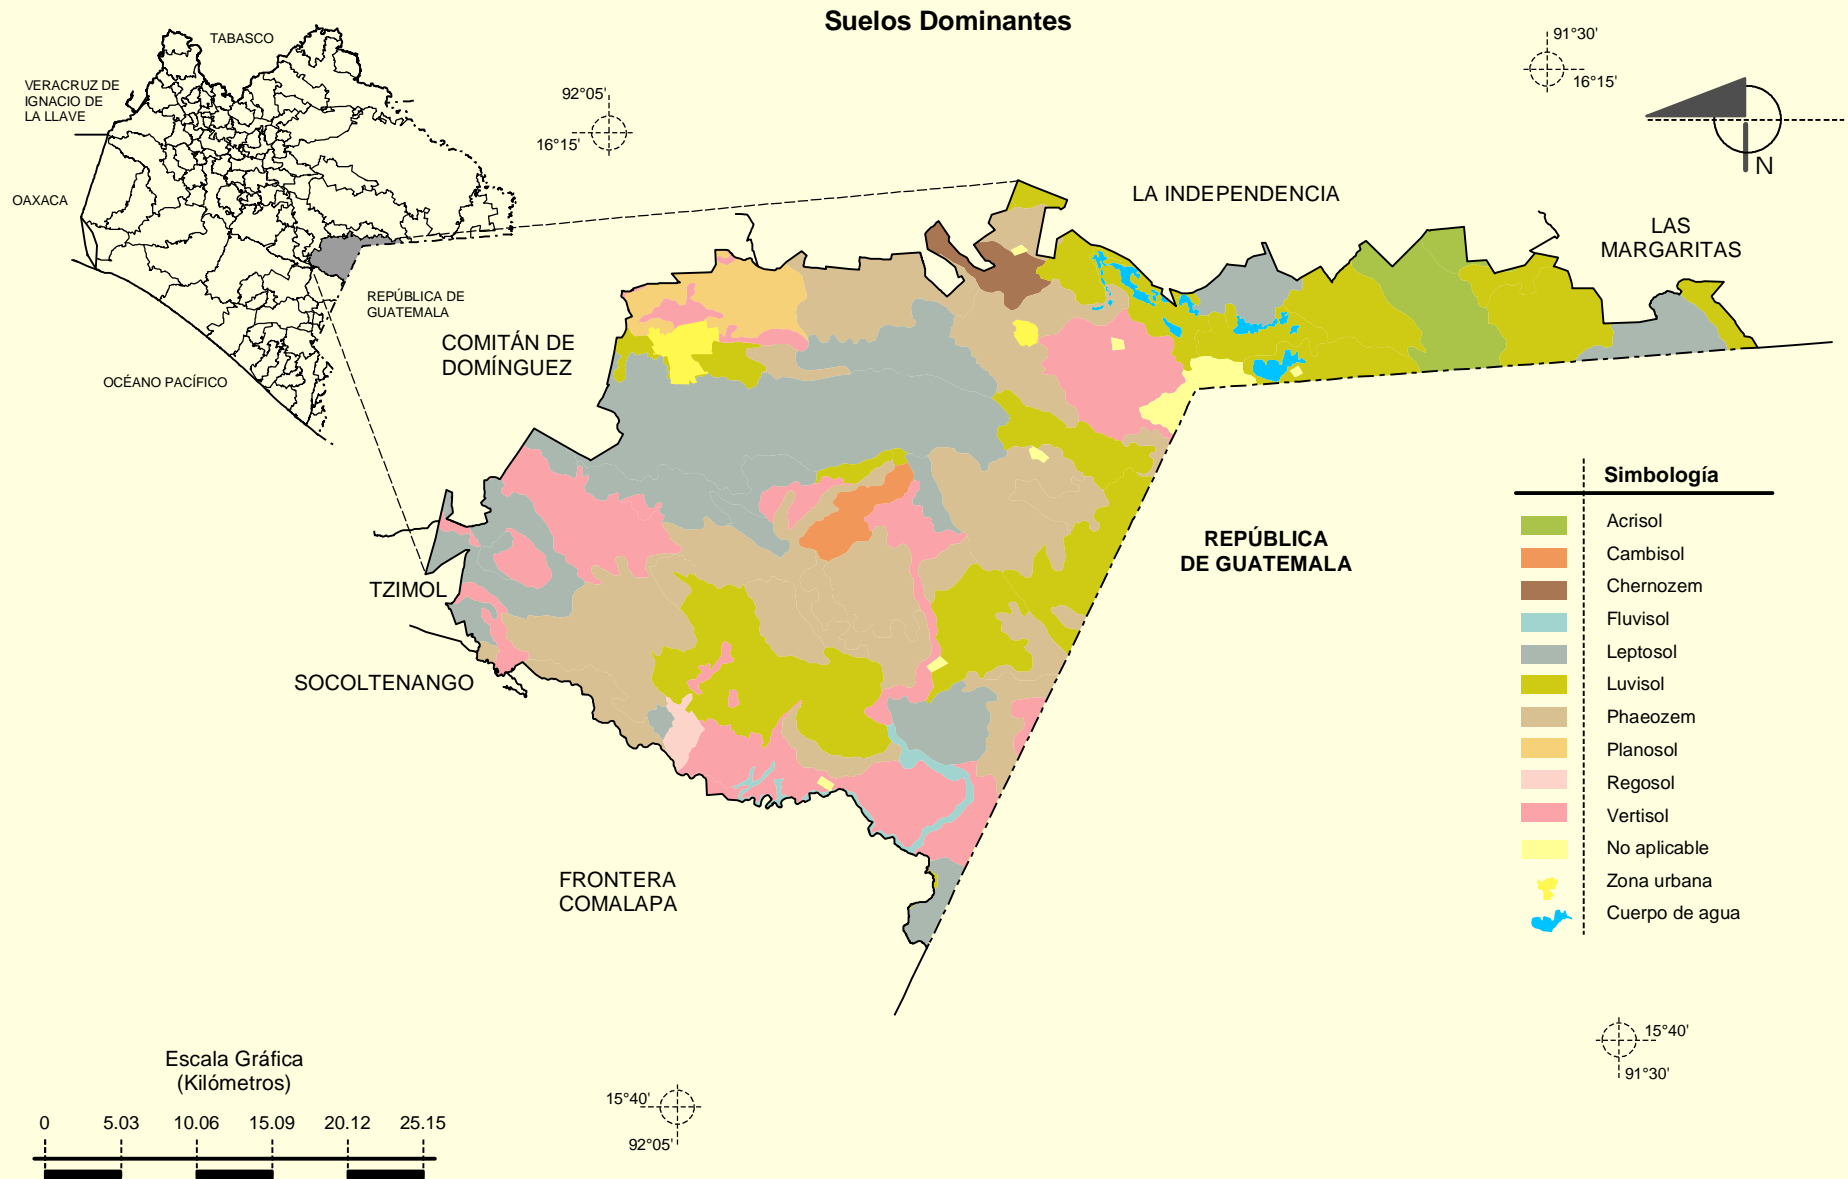 Suelos Dominantes
TABASCO
VERACRUZ DE
IGNACIO DE
LA LLAVE
OAXACA
REPÚBLICA DE
GUATEMALA
OCÉANO PACÍFICO
92°05'
16°15'
91°30'
16°15'
N
LA INDEPENDENCIA
LAS
MARGARITAS
COMITÁN DE
DOMÍNGUEZ
TZIMOL
SOCOLTENANGO
FRONTERA
COMALAPA
REPÚBLICA
DE GUATEMALA
Simbología
Acrisol
Cambisol
Chernozem
Fluvisol
Leptosol
Luvisol
Phaeozem
Planosol
Regosol
Vertisol
No aplicable
Zona urbana
Cuerpo de agua
15°40'
91°30'
15°40'
92°05'
Escala Gráfica
(Kilómetros)
0 5.03 10.06 15.09 20.12 25.15